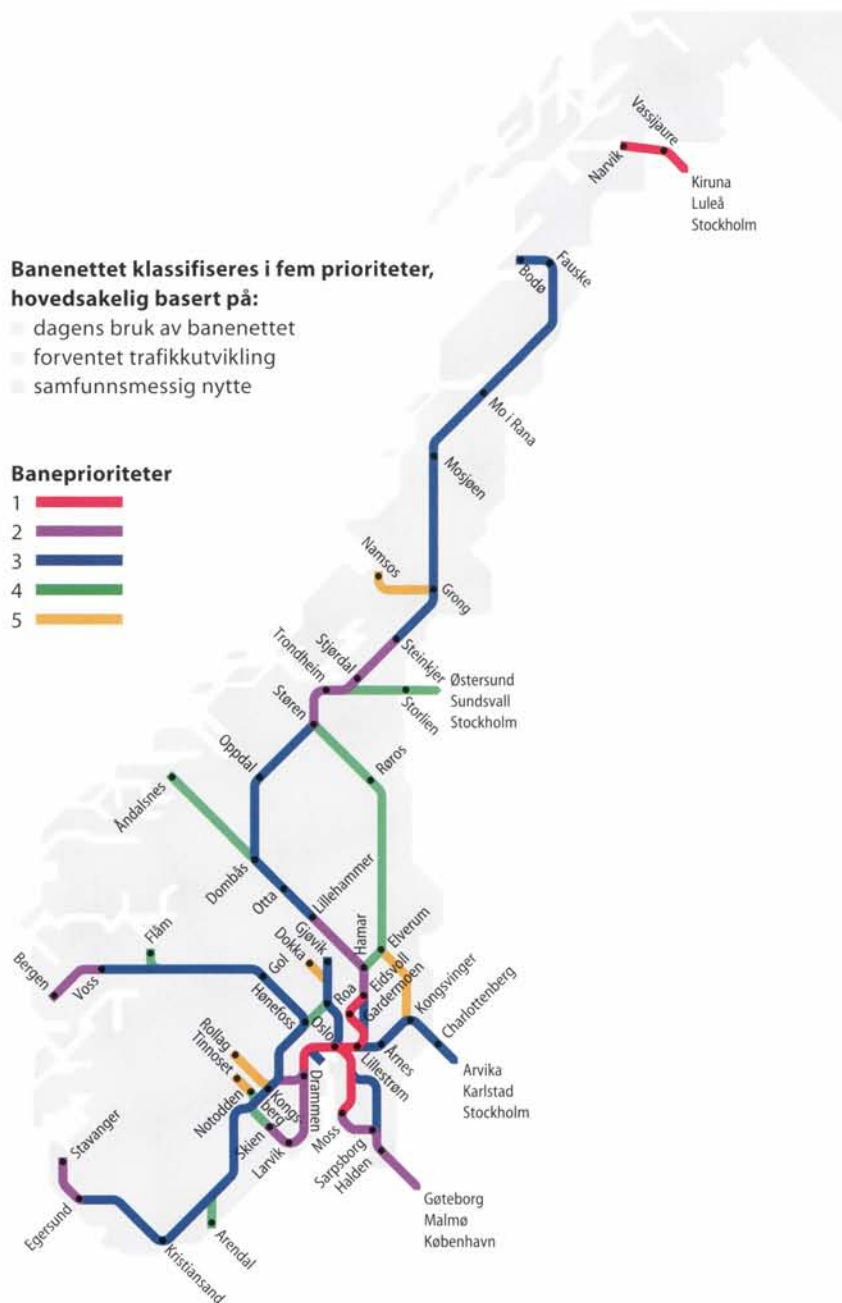 Banenettet klassifiseres i fem prioriteter,
hovedsakelig basert på:
dagens bruk av banenettet
forventet trafikkutvikling
samfunnsmessig nytte
Baneprioriteter
1
2
3
4
5
Vassijaure
Narvik
Kiruna
Luleå
Stockholm
Fauske
Bodø
Mo i Rana
Mosjøen
Namsos
Grong
Steinkjer
Stjørdal
Trondheim
Østersund
Sundsvall
Stockholm
Storlien
Støren
Oppdal
Røros
Åndalsnes
Dombås
Otta
Lillehammer
Gjøvik
Dokka
Hamar
Elverum
Eidsvoll
Gardermoen
Kongsvinger
Charlottenberg
Flåm
Bergen
Voss
Gol
Hønefoss
Roa
Oslo
Lillestrøm
Årnes
Arvika
Karlstad
Stockholm
Rollag
Tinnoset
Notodden
Kongs-
berg
Drammen
Skien
Larvik
Moss
Sarpsborg
Halden
Gøteborg
Malmø
København
Stavanger
Egersund
Kristiansand
Arendal